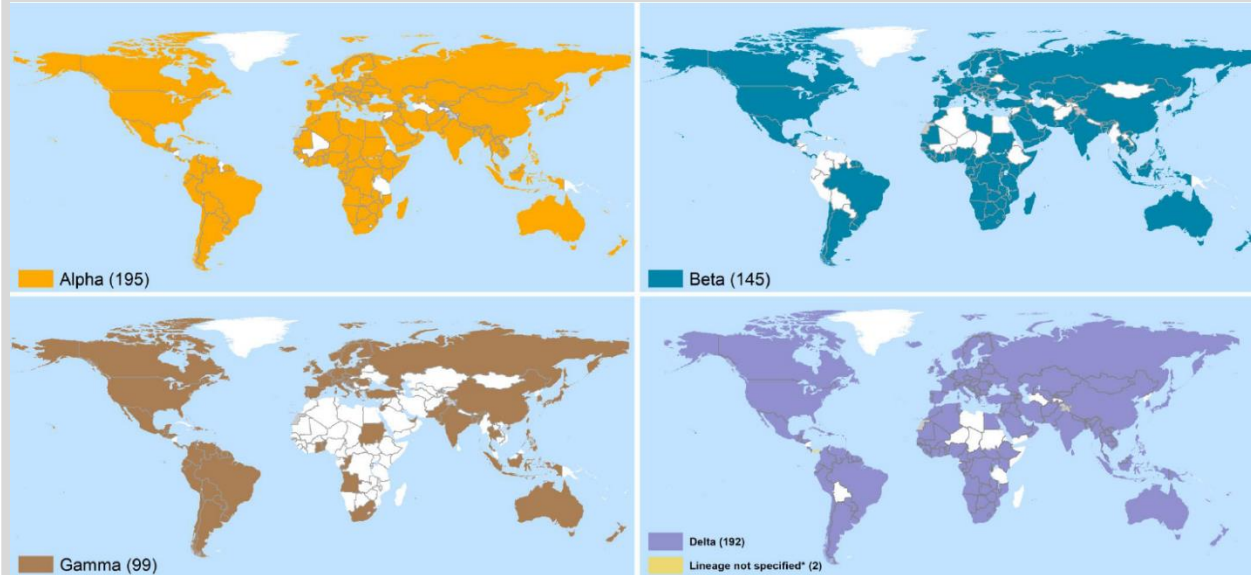 Alpha (195)
Beta (145)
Gamma (99)
Delta (192)
Lineage not specified* (2)